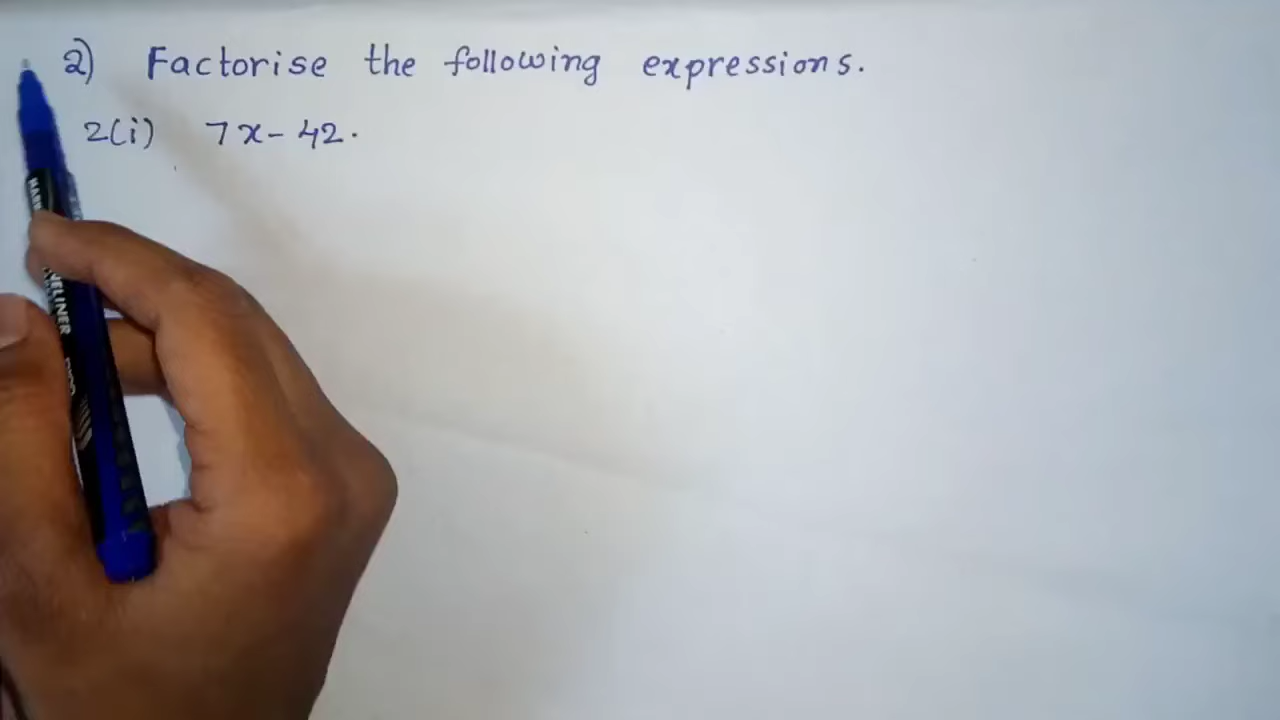 2) Factorise the following expressions.
2(i) 7x - 42.